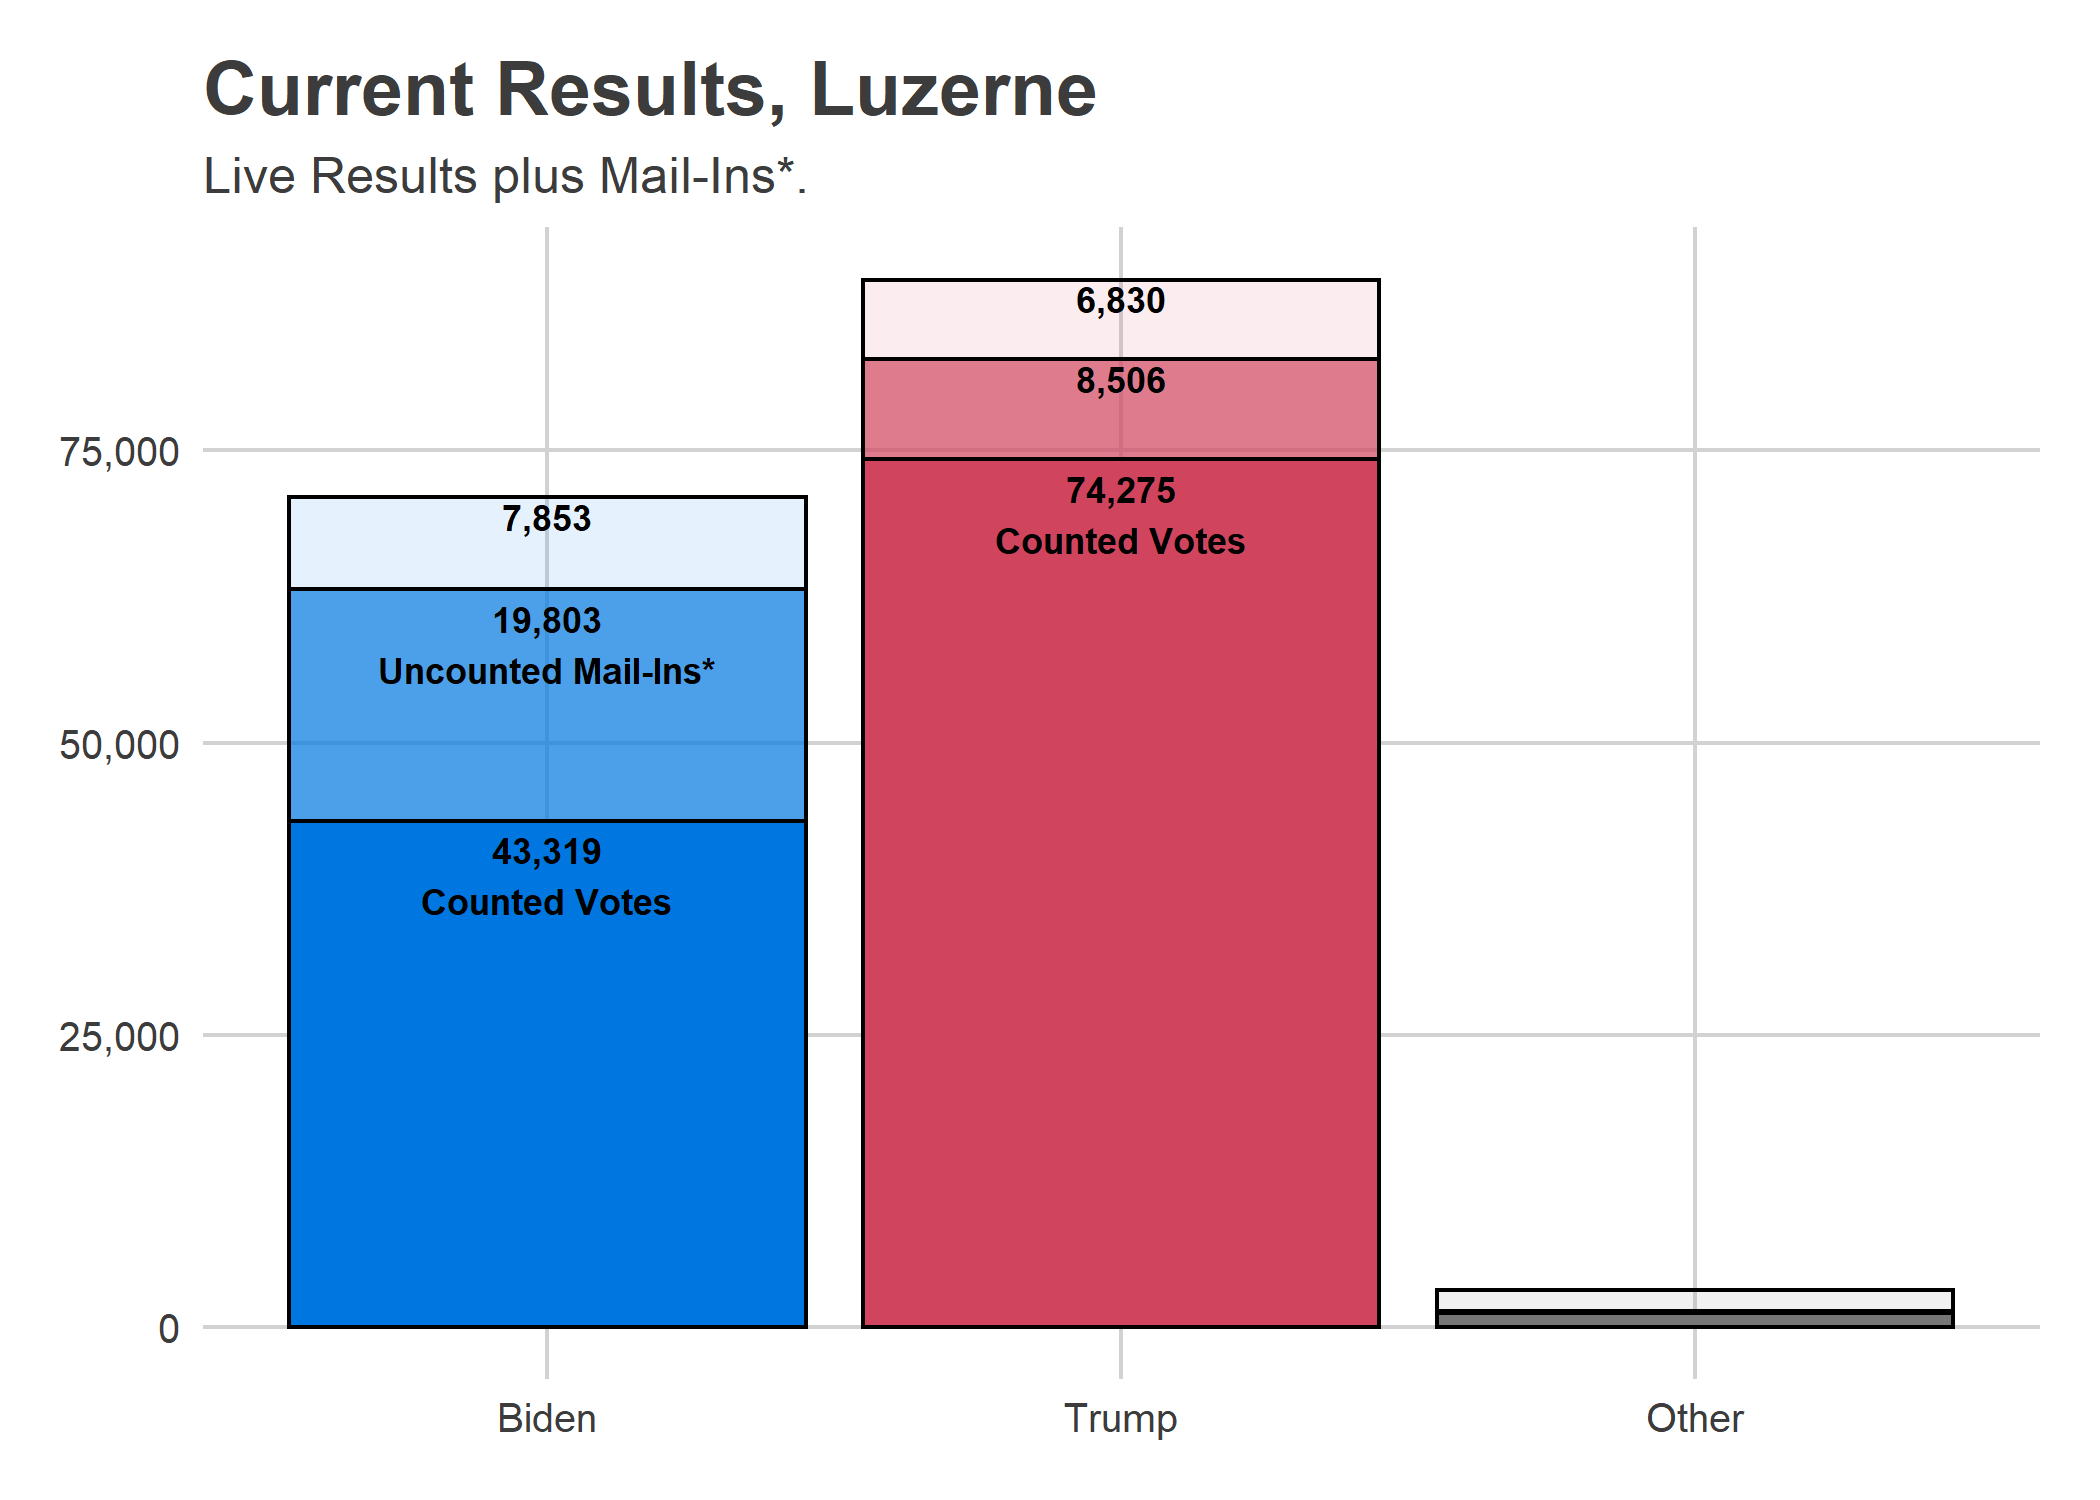 Current Results, Luzerne
Live Results plus Mail-Ins*.
6,830
8,506
75,000
74,275
7,853
Counted Votes
19,803
Uncounted Mail-Ins*
50,000
43,319
Counted Votes
25,000
0
Biden
Trump
Other